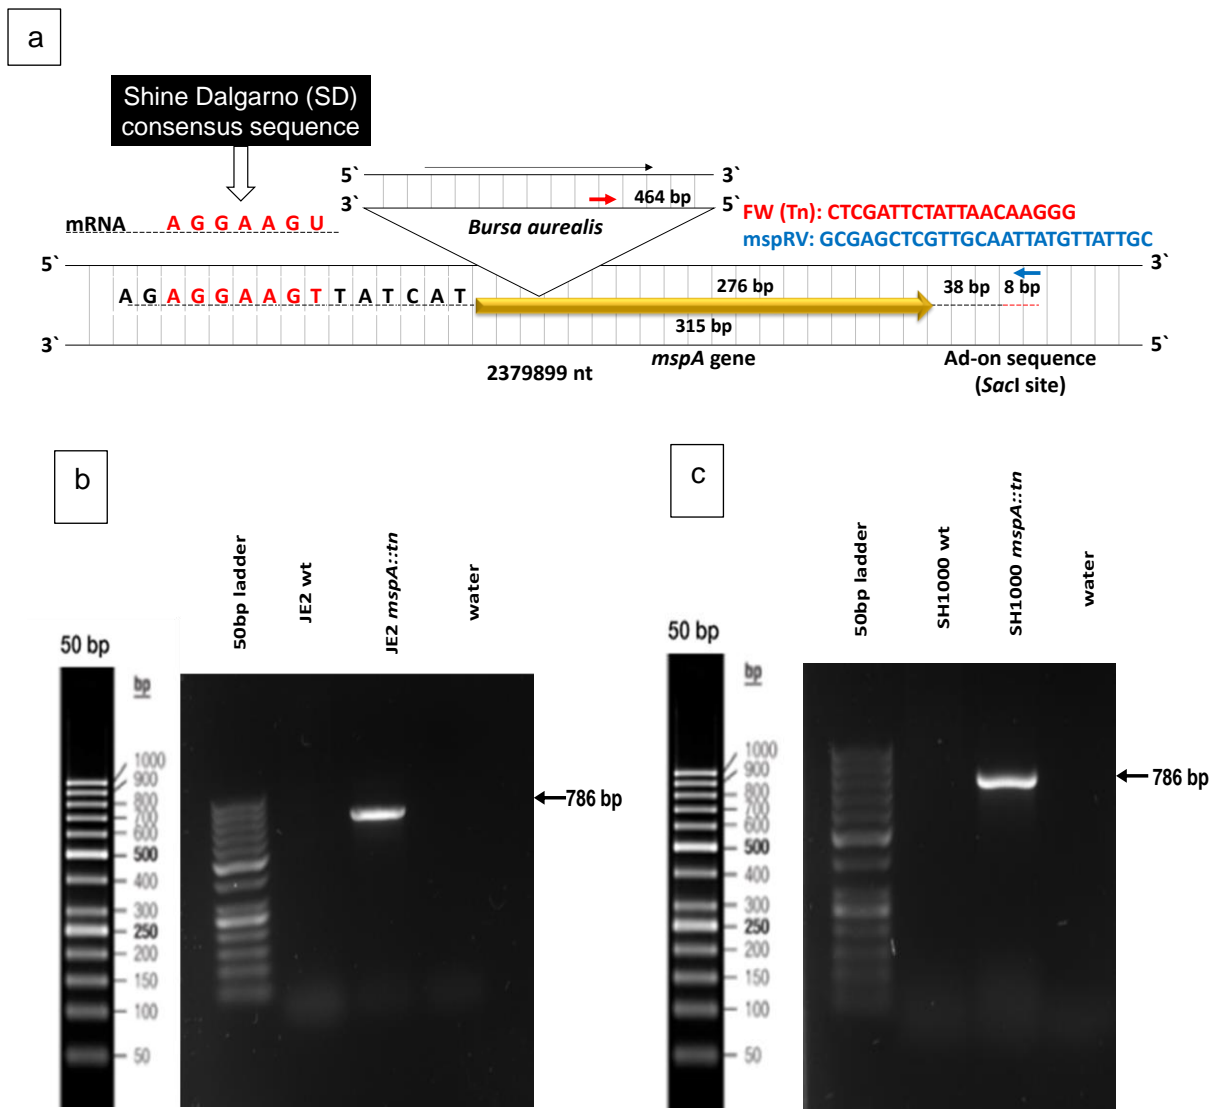 a
Shine Dalgarno (SD)
consensus sequence
5` 3`
464 bp
3` 5`
Bursa aurealis
mRNA A G G A A G U
FW (Tn): CTCGATTCTATTAACAAGGG
mspRV: GCGAGCTCGTTGCAATTATGTTATTGC
5` 3`
A G A G G A A G T T A T C A T
276 bp
38 bp
8 bp
315 bp
3` 5`
mspA gene
2379899 nt
Ad-on sequence
(SacI site)
b
50bp ladder
JE2 wt
JE2 mspA::tn
water
50 bp
bp
1000
900
800
700
600
500
400
300
250
200
150
100
50
786 bp
c
50bp ladder
SH1000 wt
SH1000 mspA::tn
water
50 bp
bp
1000
900
800
700
600
500
400
300
250
200
150
100
50
786 bp